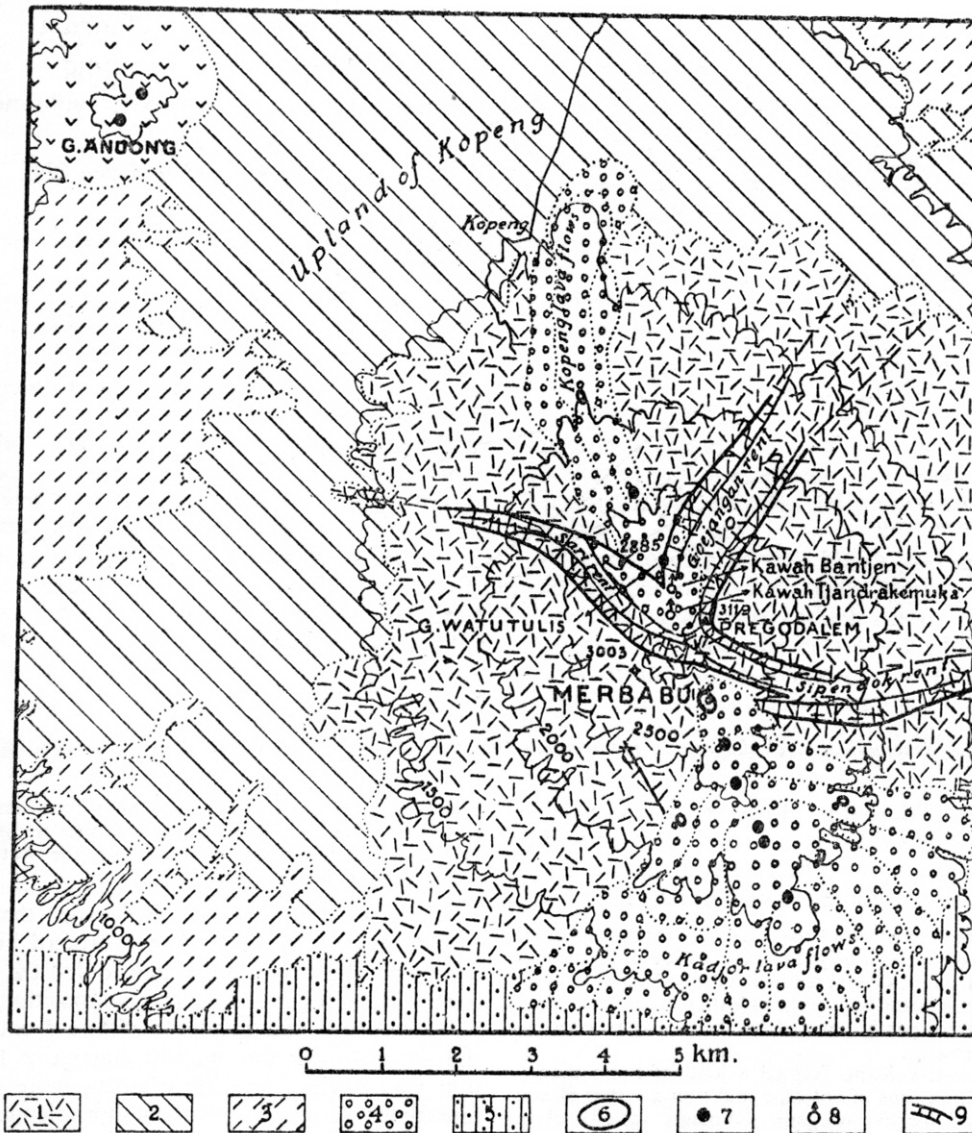 G. ANDONG
Upland of Kopeng
Kopeng
Kopeng lava flows
Goejangan rent
Sari rent
2885
Kawah Bantjen
Kawah Tjandrakemuka
3119
PREGODALEM
G. WATUTULIS
3003
Sipendok rent
MERBABU
2500
2000
1500
1000
Kadjor lava flows
0 1 2 3 4 5 km.
1 2 3 4 5 6 7 8 9